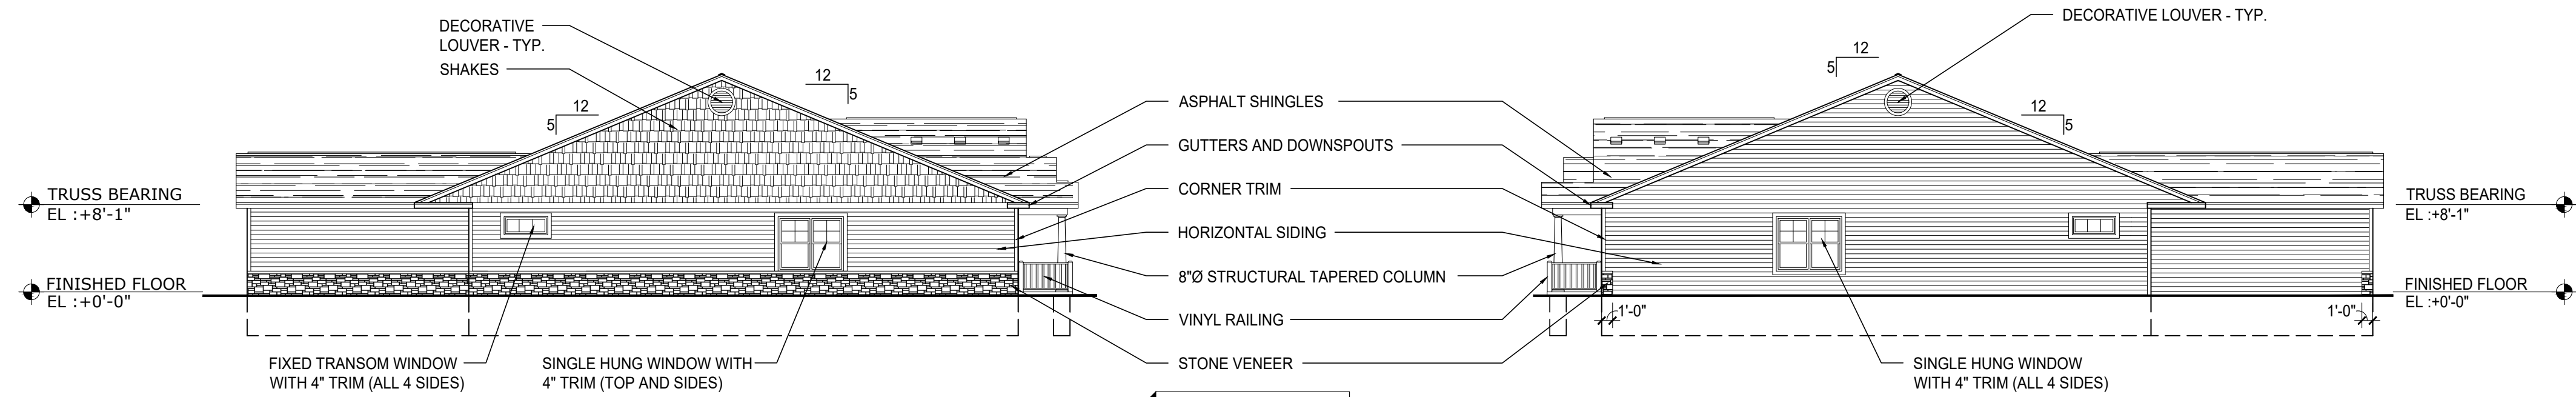 DECORATIVE
LOUVER - TYP.
SHAKES
12
5
12
5
TRUSS BEARING
EL :+8'-1"
FINISHED FLOOR
EL :+0'-0"
FIXED TRANSOM WINDOW
WITH 4" TRIM (ALL 4 SIDES)
SINGLE HUNG WINDOW WITH
4" TRIM (TOP AND SIDES)
ASPHALT SHINGLES
GUTTERS AND DOWNSPOUTS
CORNER TRIM
HORIZONTAL SIDING
8"Ø STRUCTURAL TAPERED COLUMN
VINYL RAILING
STONE VENEER
DECORATIVE LOUVER - TYP.
12
5
12
5
TRUSS BEARING
EL :+8'-1"
FINISHED FLOOR
EL :+0'-0"
1'-0"
1'-0"
SINGLE HUNG WINDOW
WITH 4" TRIM (ALL 4 SIDES)